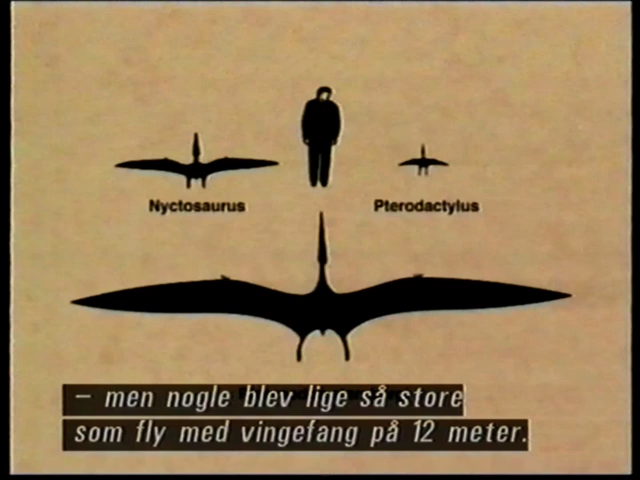 Nyctosaurus
Pterodactylus
– men nogle blev lige så store
som fly med vingefang på 12 meter.